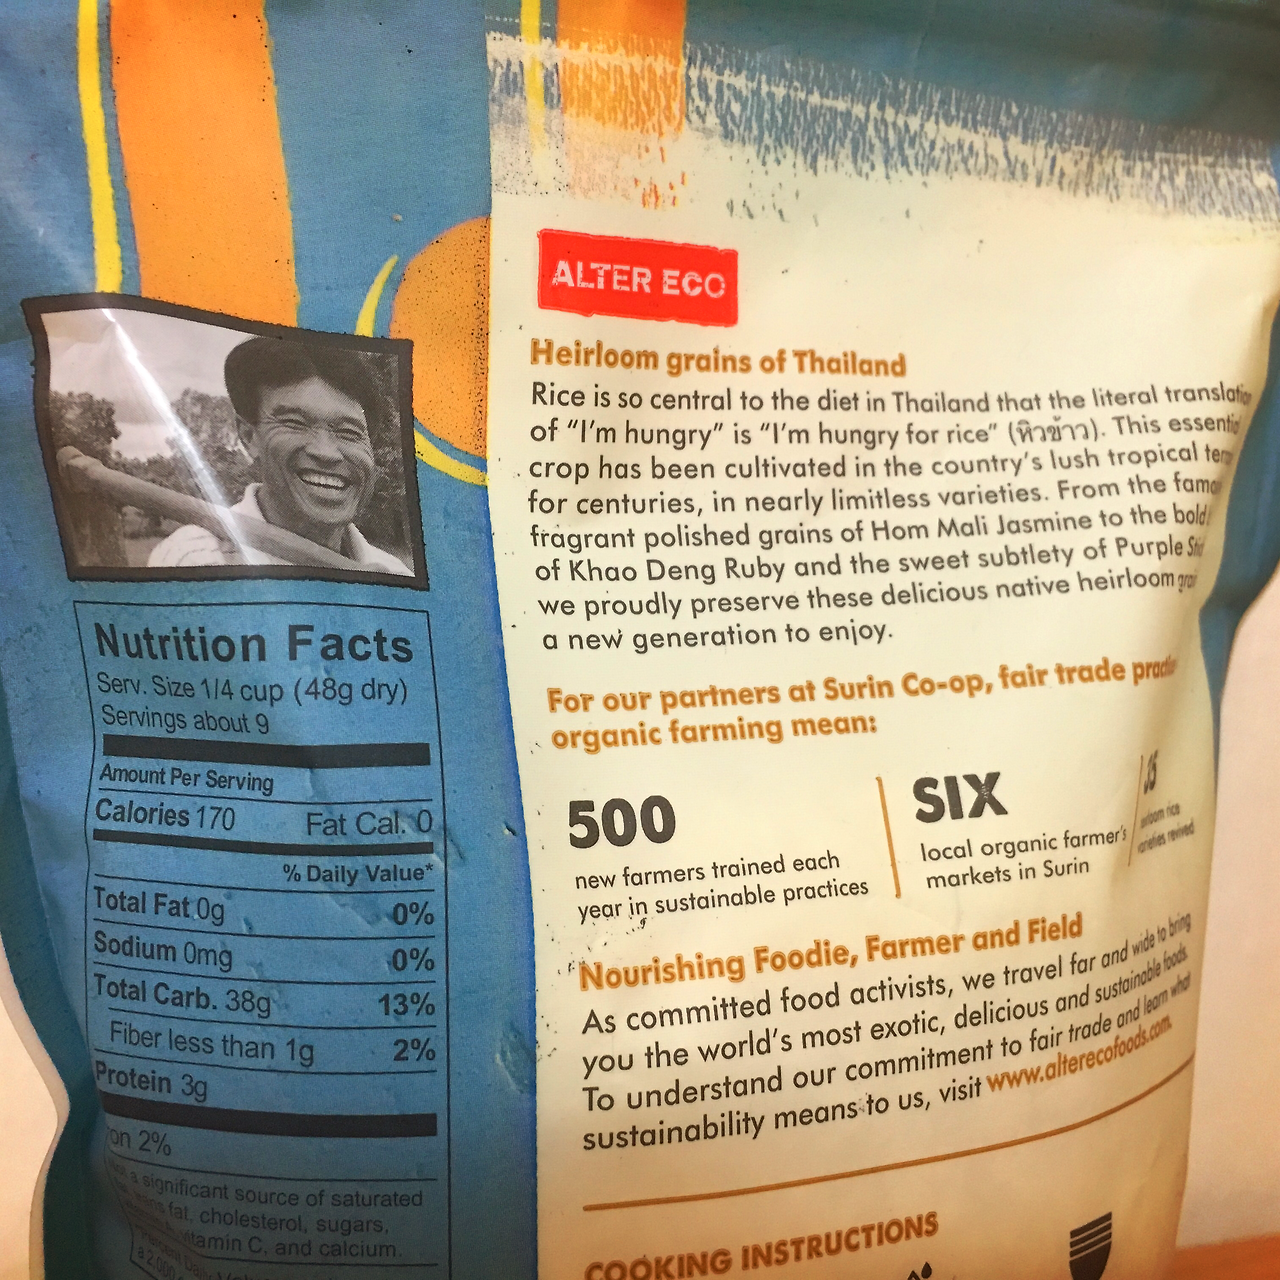 ALTER ECO
Heirloom grains of Thailand
Rice is so central to the diet in Thailand that the literal
of “I’m hungry” is “I’m hungry for rice” (หิวข้าว). This
crop has been cultivated in the country’s lush tropical
for centuries, in nearly limitless varieties. From the
fragrant polished grains of Hom Mali Jasmine to the bold
of Khao Deng Ruby and the sweet subtlety of Purple
we proudly preserve these delicious native heirloom
a new generation to enjoy.
For our partners at Surin Co-op, fair trade
organic farming mean:
500
new farmers trained each
year in sustainable practices
SIX
local organic farmer’s
markets in Surin
rice
varieties revived
Nourishing Foodie, Farmer and Field
As committed food activists, we travel far and wide to bring
you the world’s most exotic, delicious and sustainable foods.
To understand our commitment to fair trade and learn what
sustainability means to us, visit www.alterecofoods.com.
COOKING INSTRUCTIONS
Nutrition Facts
Serv. Size 1/4 cup (48g dry)
Servings about 9
Amount Per Serving
Calories 170 Fat Cal. 0
% Daily Value*
Total Fat 0g 0%
Sodium 0mg 0%
Total Carb. 38g 13%
Fiber less than 1g 2%
Protein 3g
2%
a significant source of saturated
fat, cholesterol, sugars,
vitamin C, and calcium.